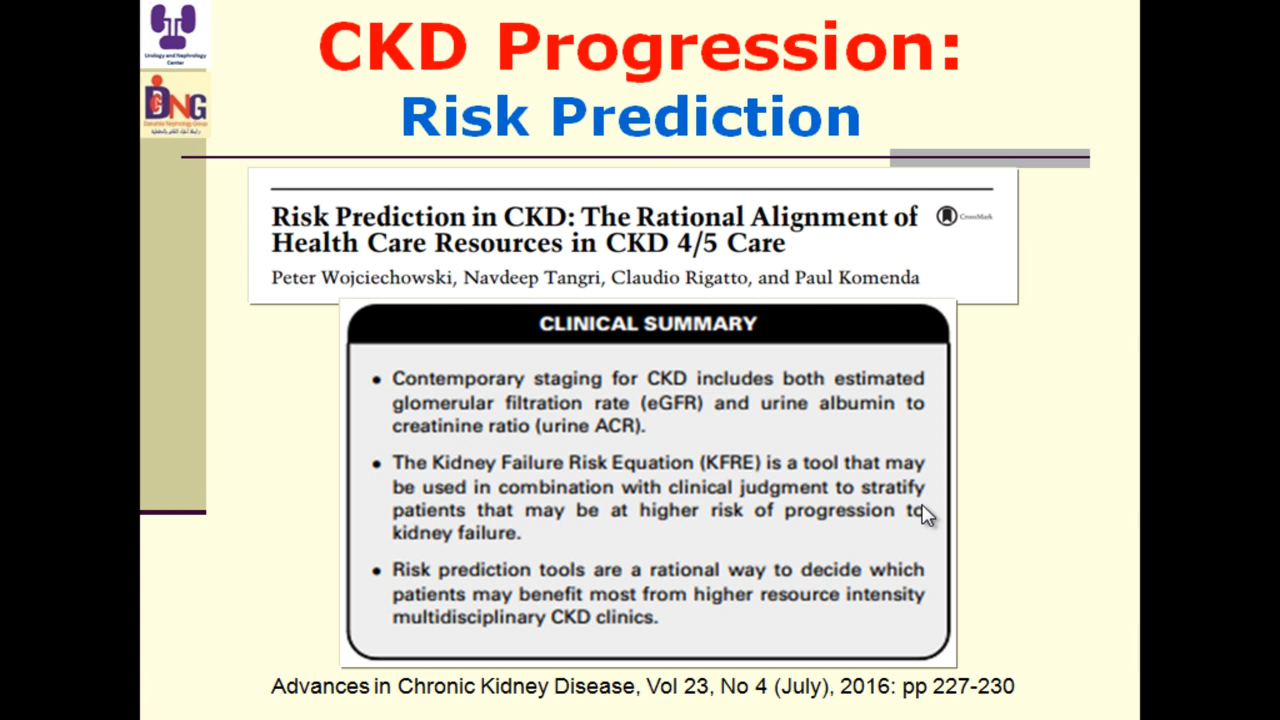 Urology and Nephrology
Center
DNG
CKD Progression:
Risk Prediction
Risk Prediction in CKD: The Rational Alignment of
Health Care Resources in CKD 4/5 Care
CrossMark
Peter Wojciechowski, Navdeep Tangri, Claudio Rigatto, and Paul Komenda
CLINICAL SUMMARY
• Contemporary staging for CKD includes both estimated
glomerular filtration rate (eGFR) and urine albumin to
creatinine ratio (urine ACR).
• The Kidney Failure Risk Equation (KFRE) is a tool that may
be used in combination with clinical judgment to stratify
patients that may be at higher risk of progression to
kidney failure.
• Risk prediction tools are a rational way to decide which
patients may benefit most from higher resource intensity
multidisciplinary CKD clinics.
Advances in Chronic Kidney Disease, Vol 23, No 4 (July), 2016: pp 227-230